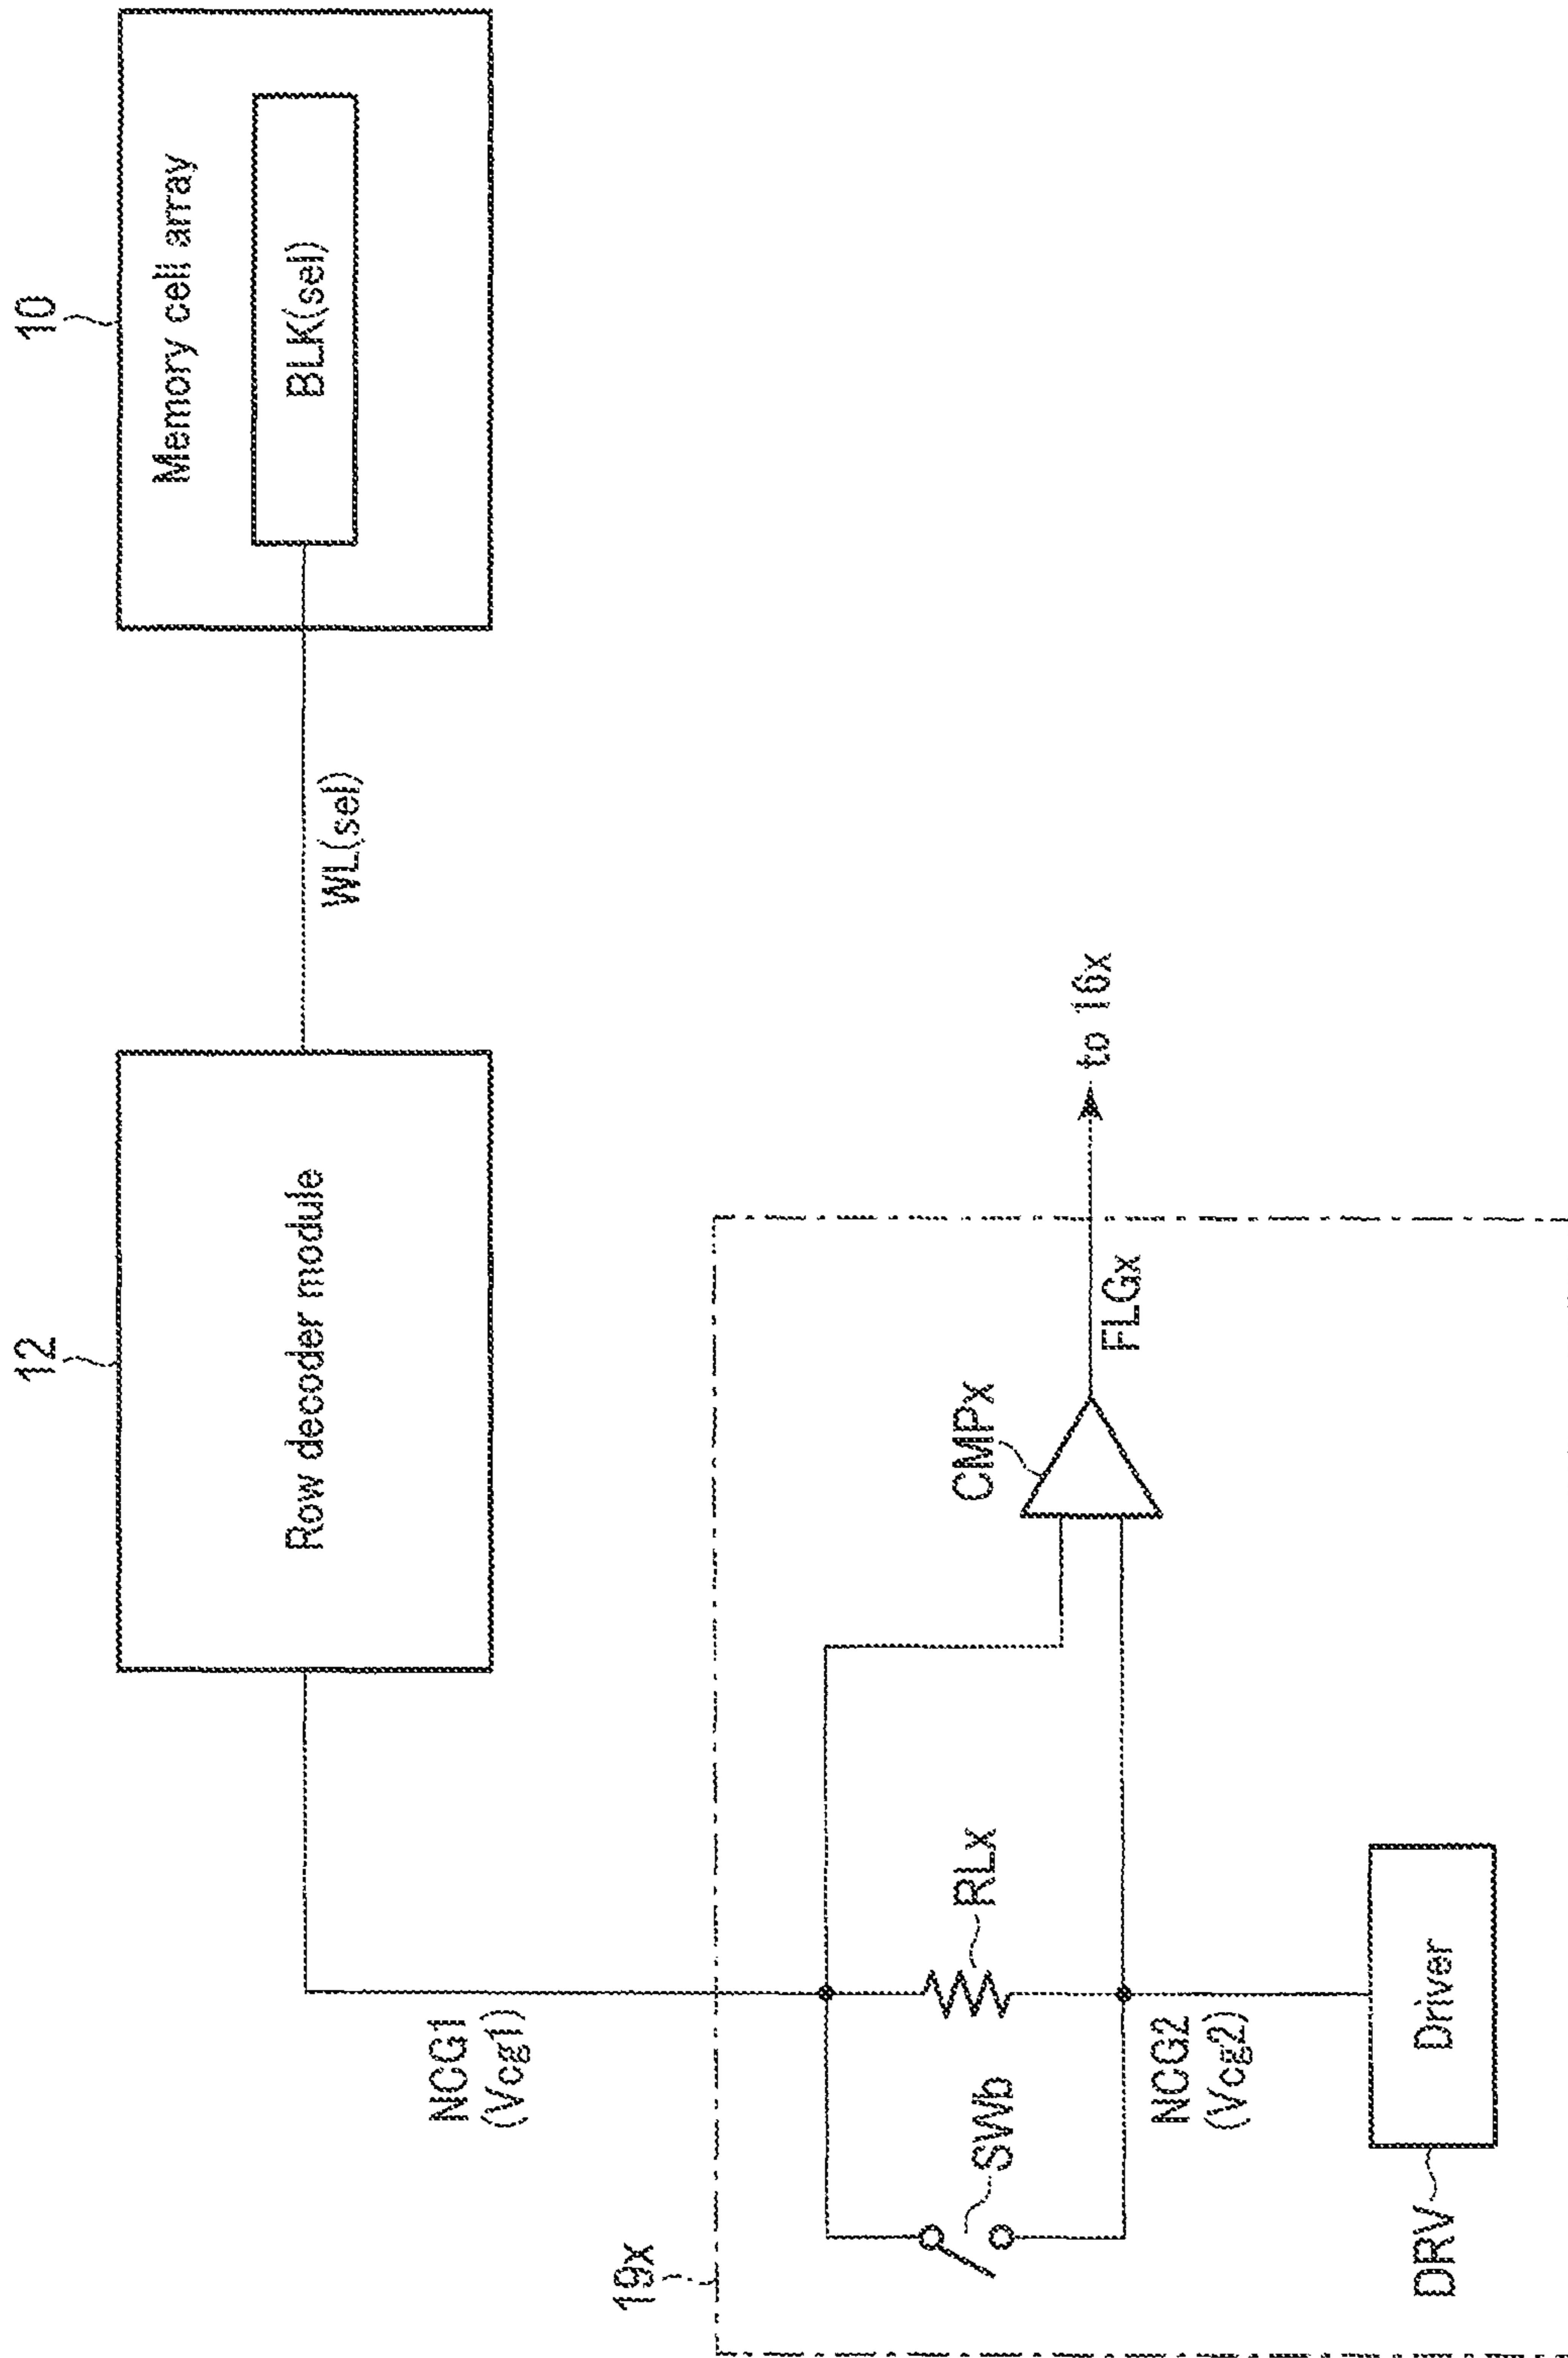 12
10
Row decoder module
Memory cell array
BLK(sel)
WL(sel)
NCG1
(Vcg1)
19x
SWb
RLx
CMPx
to 16x
FLGx
NCG2
(Vcg2)
DRV
Driver